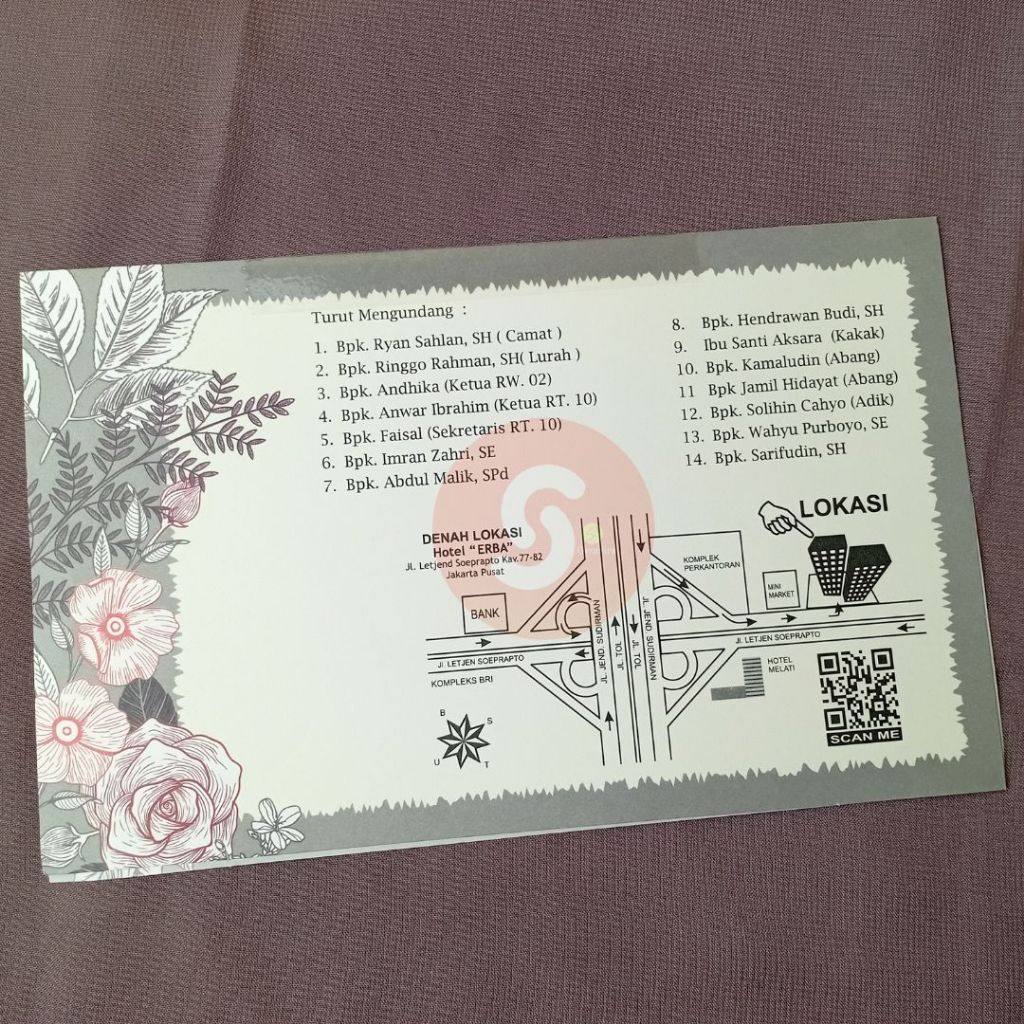 Turut Mengundang :
1. Bpk. Ryan Sahlan, SH ( Camat )
2. Bpk. Ringgo Rahman, SH( Lurah )
3. Bpk. Andhika (Ketua RW. 02)
4. Bpk. Anwar Ibrahim (Ketua RT. 10)
5. Bpk. Faisal (Sekretaris RT. 10)
6. Bpk. Imran Zahri, SE
7. Bpk. Abdul Malik, SPd
8. Bpk. Hendrawan Budi, SH
9. Ibu Santi Aksara (Kakak)
10. Bpk. Kamaludin (Abang)
11 Bpk Jamil Hidayat (Abang)
12. Bpk. Solihin Cahyo (Adik)
13. Bpk. Wahyu Purboyo, SE
14. Bpk. Sarifudin, SH
DENAH LOKASI
Hotel "ERBA"
Jl. Letjend Soeprapto Kav.77-82
Jakarta Pusat
LOKASI
KOMPLEK
PERKANTORAN
MINI
MARKET
BANK
JL. JEND. SUDIRMAN
JL. TOL
JL. TOL
JL. JEND. SUDIRMAN
Jl. LETJEN SOEPRAPTO
JL. LETJEN SOEPRAPTO
KOMPLEKS BRI
HOTEL
MELATI
B
S
U
T
SCAN ME